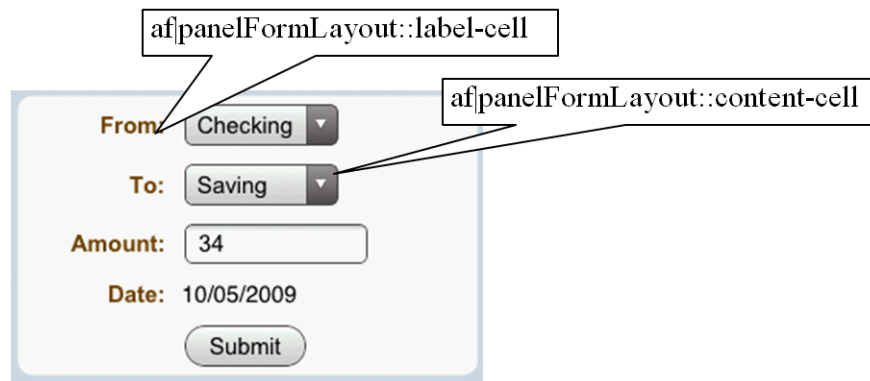 af|panelFormLayout::label-cell
af|panelFormLayout::content-cell
From: Checking
To: Saving
Amount: 34
Date: 10/05/2009
Submit